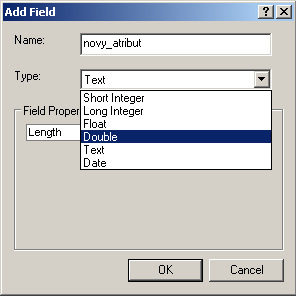 Add Field
Name: novy_atribut
Type: Text
Short Integer
Long Integer
Float
Double
Text
Date
Field Proper
Length
OK Cancel